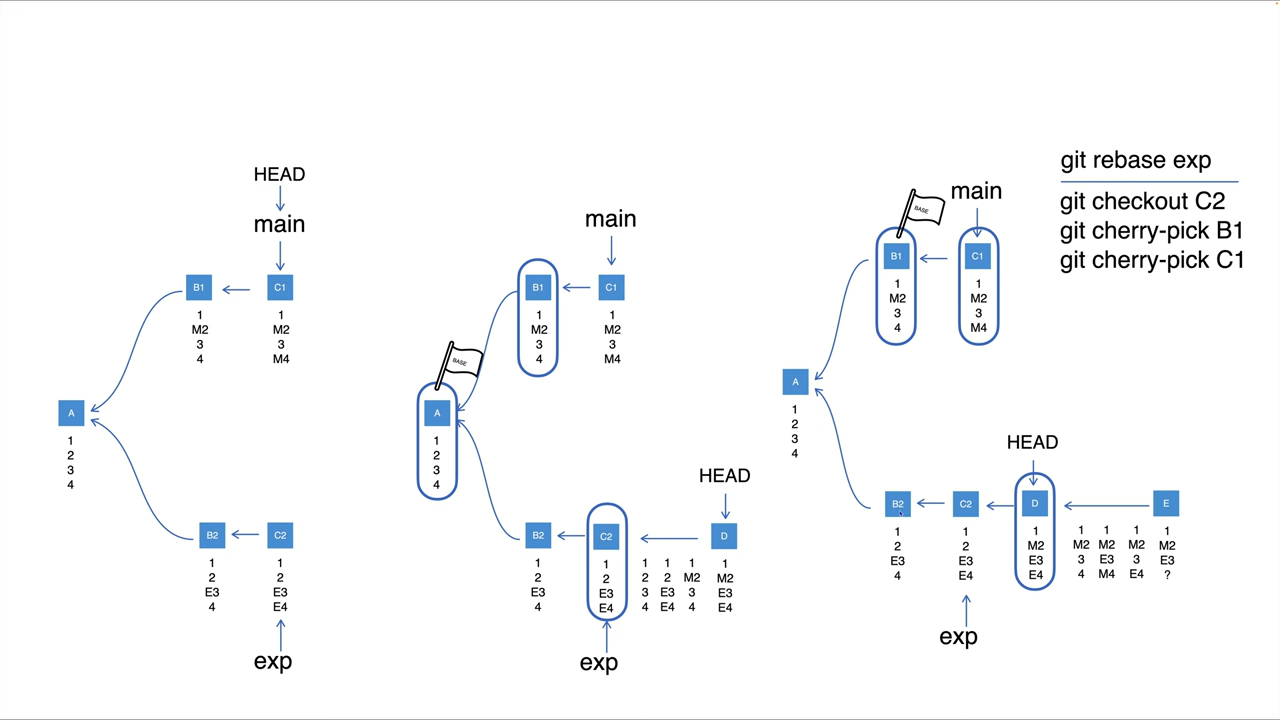 HEAD
main
B1
C1
1
M2
3
4
1
M2
3
M4
A
1
2
3
4
B2
C2
1
2
E3
4
1
2
E3
E4
exp
main
B1
C1
1
M2
3
4
1
M2
3
M4
BASE
A
1
2
3
4
HEAD
B2
C2
D
1
2
E3
4
1
2
E3
E4
1
2
3
4
1
2
E3
E4
1
M2
3
4
1
M2
E3
E4
exp
main
BASE
B1
C1
1
M2
3
4
1
M2
3
M4
A
1
2
3
4
HEAD
B2
C2
D
E
1
2
E3
4
1
2
E3
E4
1
M2
E3
E4
1
M2
3
4
1
M2
E3
M4
1
M2
3
E4
1
M2
E3
?
exp
git rebase exp
git checkout C2
git cherry-pick B1
git cherry-pick C1